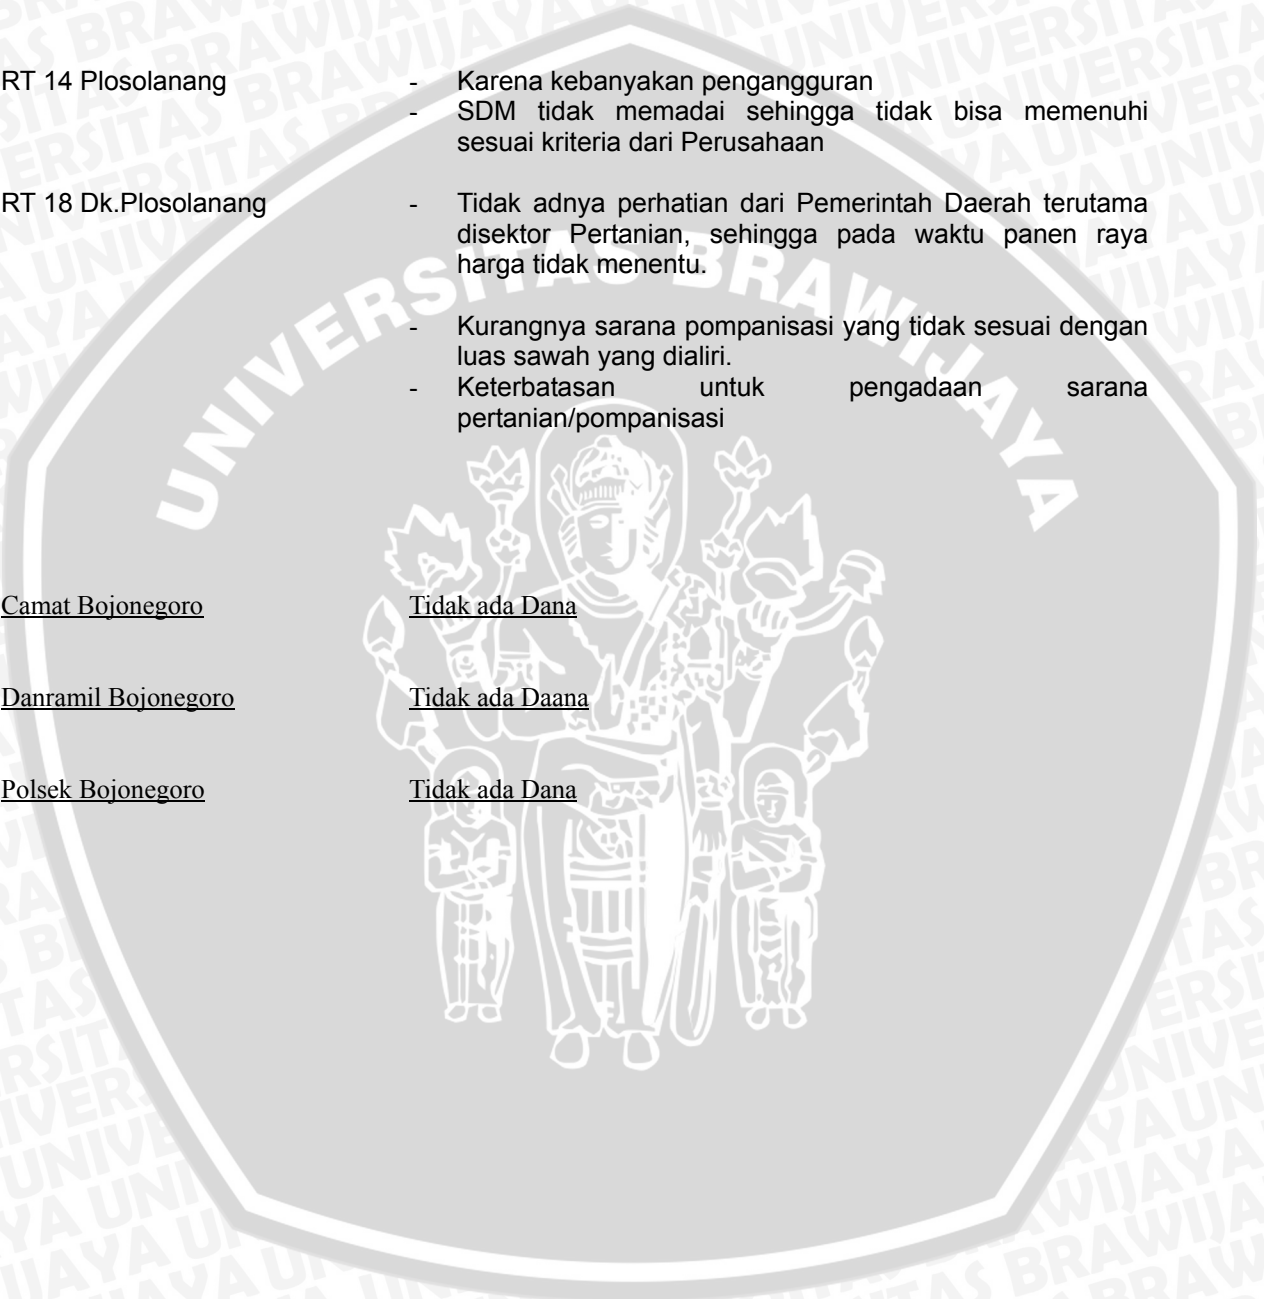 RT 14 Plosolanang - Karena kebanyakan pengangguran
- SDM tidak memadai sehingga tidak bisa memenuhi
sesuai kriteria dari Perusahaan
RT 18 Dk.Plosolanang - Tidak adnya perhatian dari Pemerintah Daerah terutama
disektor Pertanian, sehingga pada waktu panen raya
harga tidak menentu.
- Kurangnya sarana pompanisasi yang tidak sesuai dengan
luas sawah yang dialiri.
- Keterbatasan untuk pengadaan sarana
pertanian/pompanisasi
Camat Bojonegoro Tidak ada Dana
Danramil Bojonegoro Tidak ada Daana
Polsek Bojonegoro Tidak ada Dana
UNIVERSITAS BRAWIJAYA